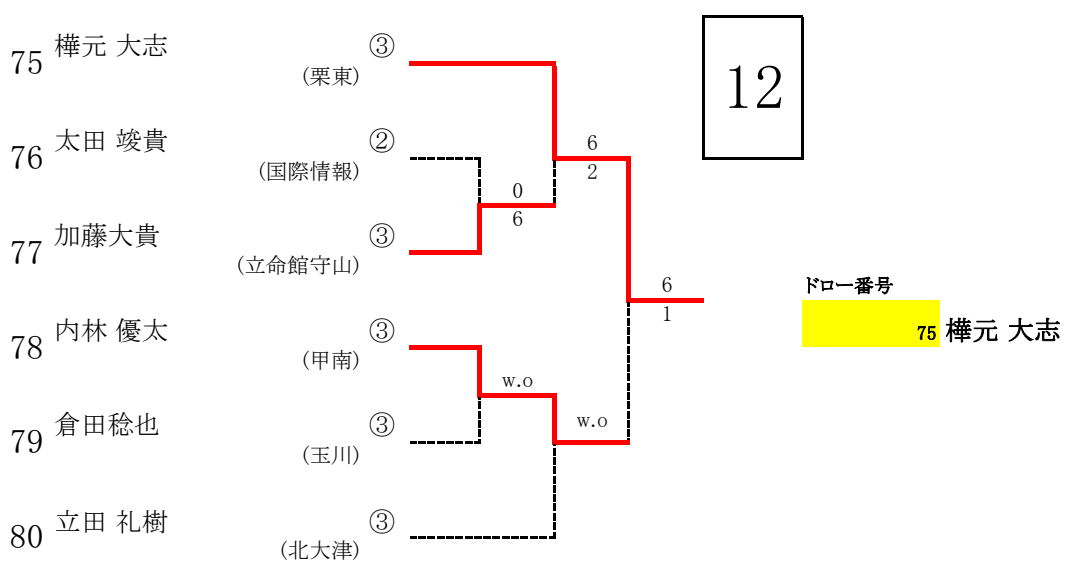 12
75 樺元 大志 ③
(栗東)
76 太田 竣貴 ②
(国際情報)
6
2
77 加藤大貴 ③
(立命館守山)
0
6
6
1
ドロー番号
75 樺元 大志
78 内林 優太 ③
(甲南)
w.o
79 倉田稔也 ③
(玉川)
w.o
80 立田 礼樹 ③
(北大津)